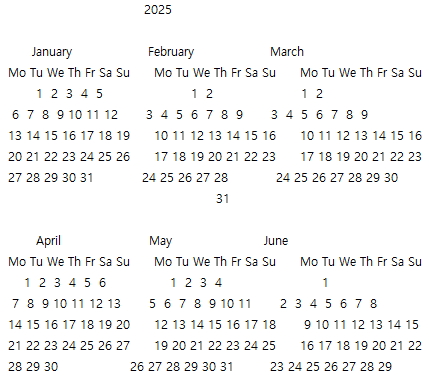 2025
January February March
Mo Tu We Th Fr Sa Su Mo Tu We Th Fr Sa Su Mo Tu We Th Fr Sa Su
1 2 3 4 5 1 2 1 2
6 7 8 9 10 11 12 3 4 5 6 7 8 9 3 4 5 6 7 8 9
13 14 15 16 17 18 19 10 11 12 13 14 15 16 10 11 12 13 14 15 16
20 21 22 23 24 25 26 17 18 19 20 21 22 23 17 18 19 20 21 22 23
27 28 29 30 31 24 25 26 27 28 24 25 26 27 28 29 30
31
April May June
Mo Tu We Th Fr Sa Su Mo Tu We Th Fr Sa Su Mo Tu We Th Fr Sa Su
1 2 3 4 5 6 1 2 3 4 1
7 8 9 10 11 12 13 5 6 7 8 9 10 11 2 3 4 5 6 7 8
14 15 16 17 18 19 20 12 13 14 15 16 17 18 9 10 11 12 13 14 15
21 22 23 24 25 26 27 19 20 21 22 23 24 25 16 17 18 19 20 21 22
28 29 30 26 27 28 29 30 31 23 24 25 26 27 28 29